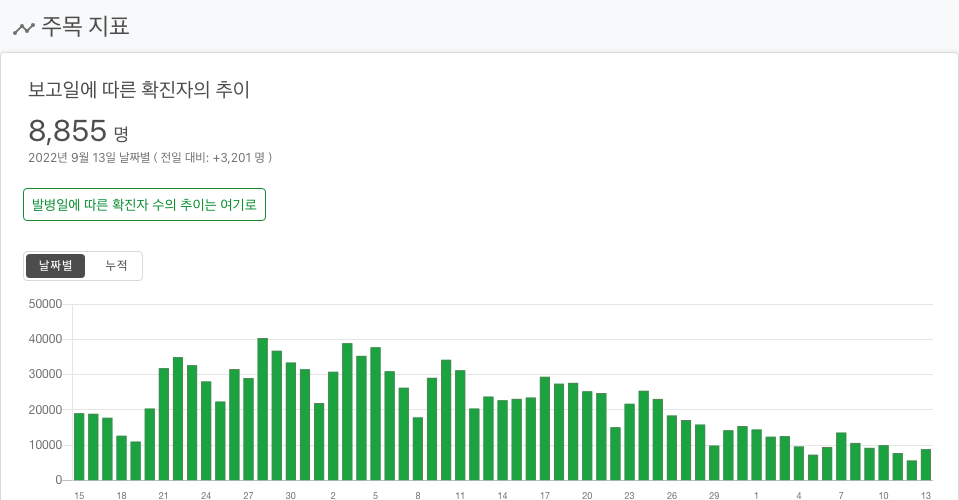 주목 지표
보고일에 따른 확진자의 추이
8,855 명
2022년 9월 13일 날짜별 ( 전일 대비: +3,201 명 )
발병일에 따른 확진자 수의 추이는 여기로
날짜별 누적
50000
40000
30000
20000
10000
0
15 18 21 24 27 30 2 5 8 11 14 17 20 23 26 29 1 4 7 10 13